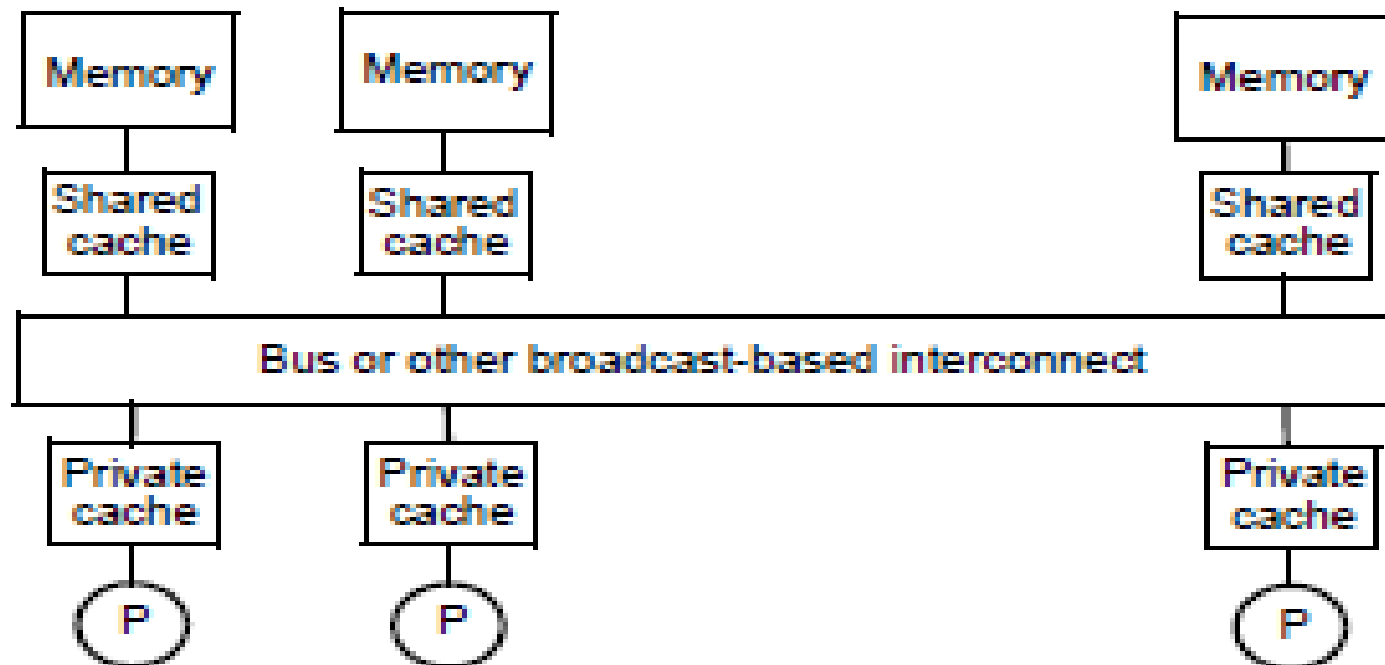 Memory
Memory
Memory
Shared
cache
Shared
cache
Shared
cache
Bus or other broadcast-based interconnect
Private
cache
Private
cache
Private
cache
P
P
P